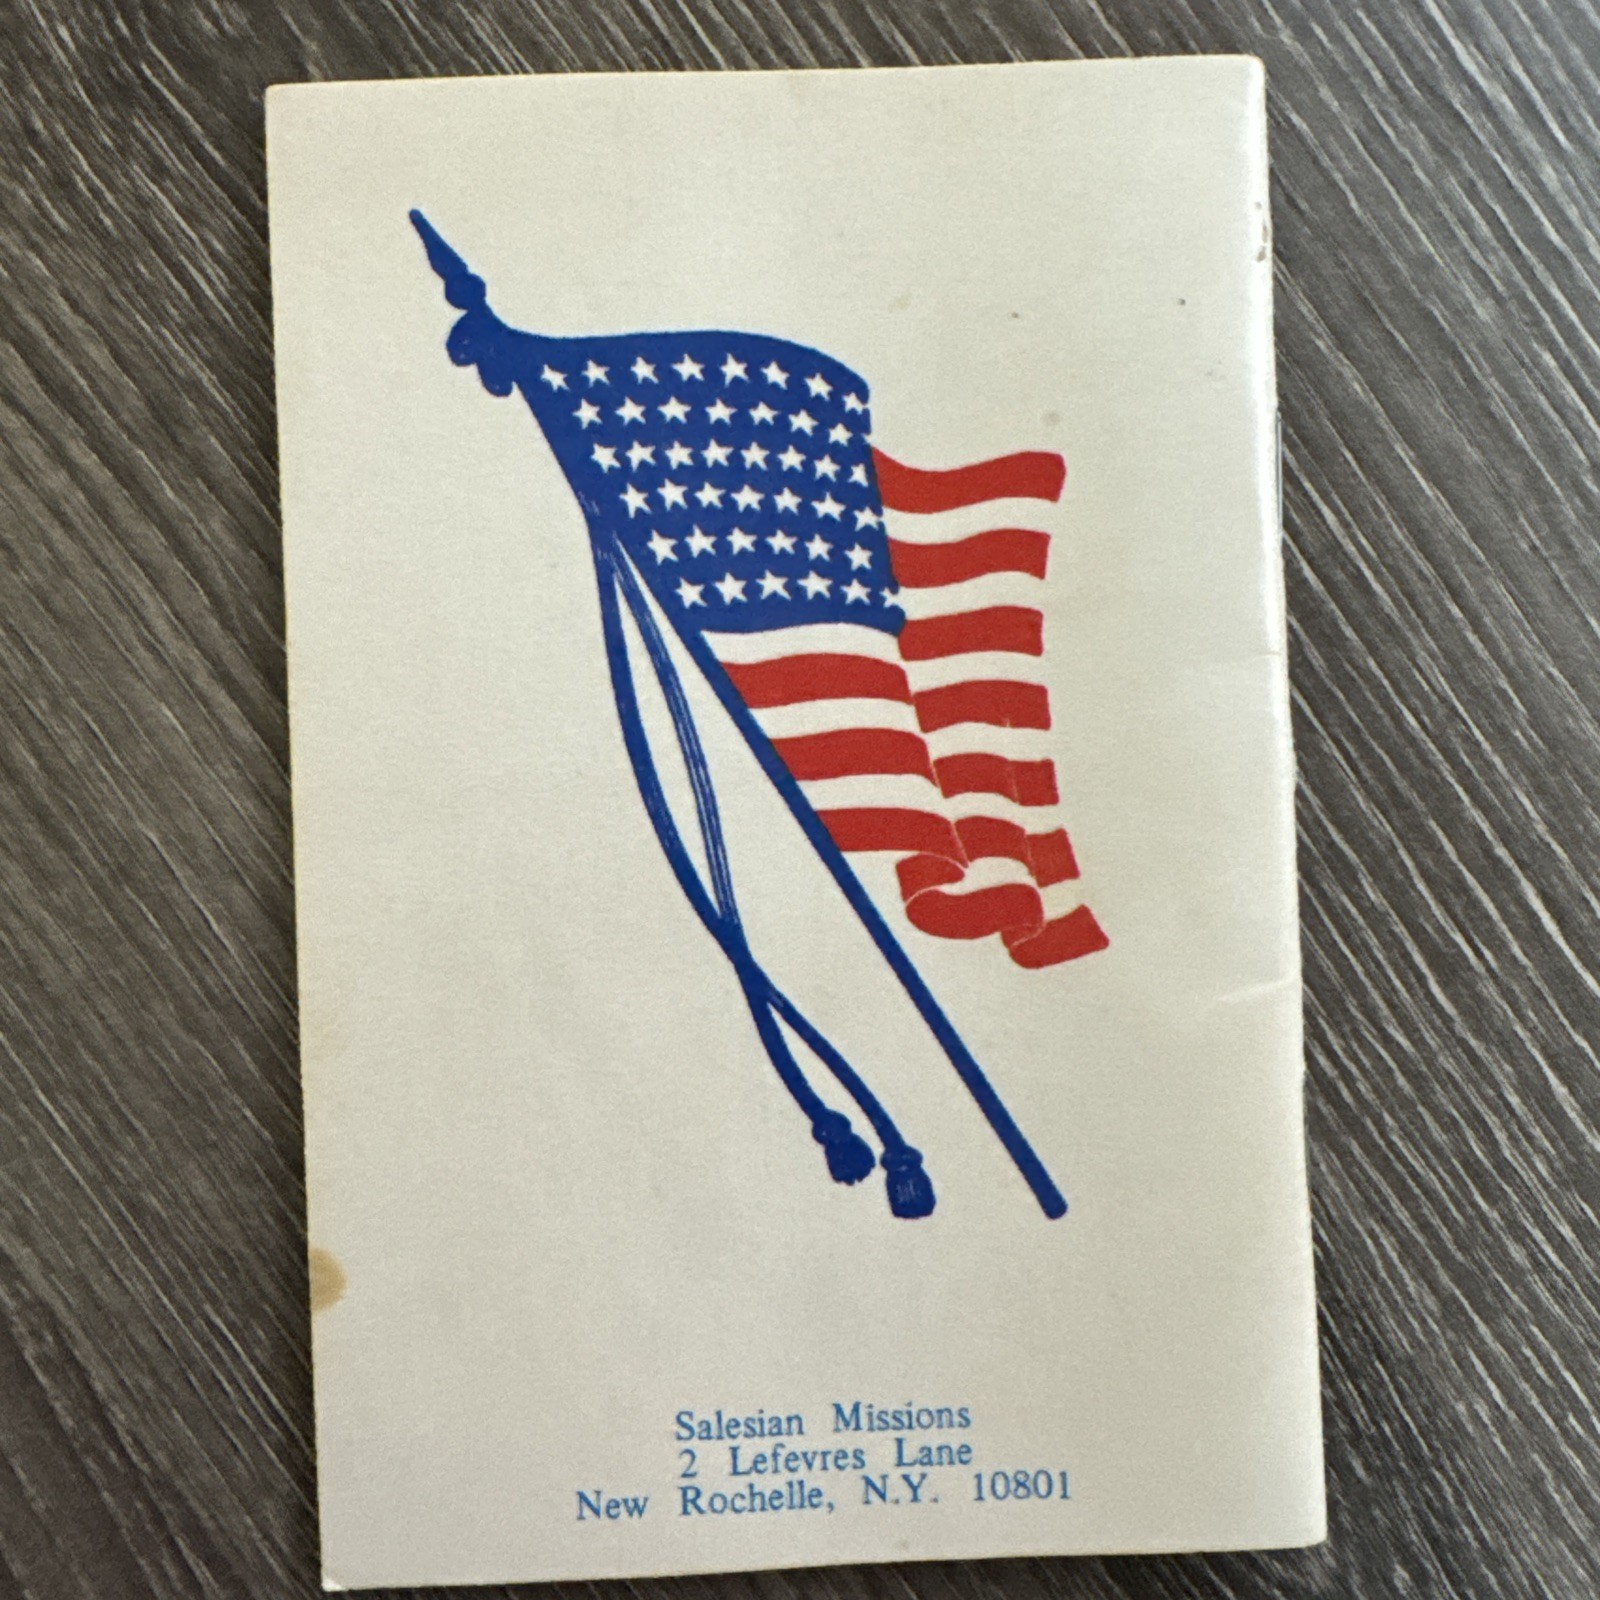 Salesian Missions
2 Lefevres Lane
New Rochelle, N.Y. 10801